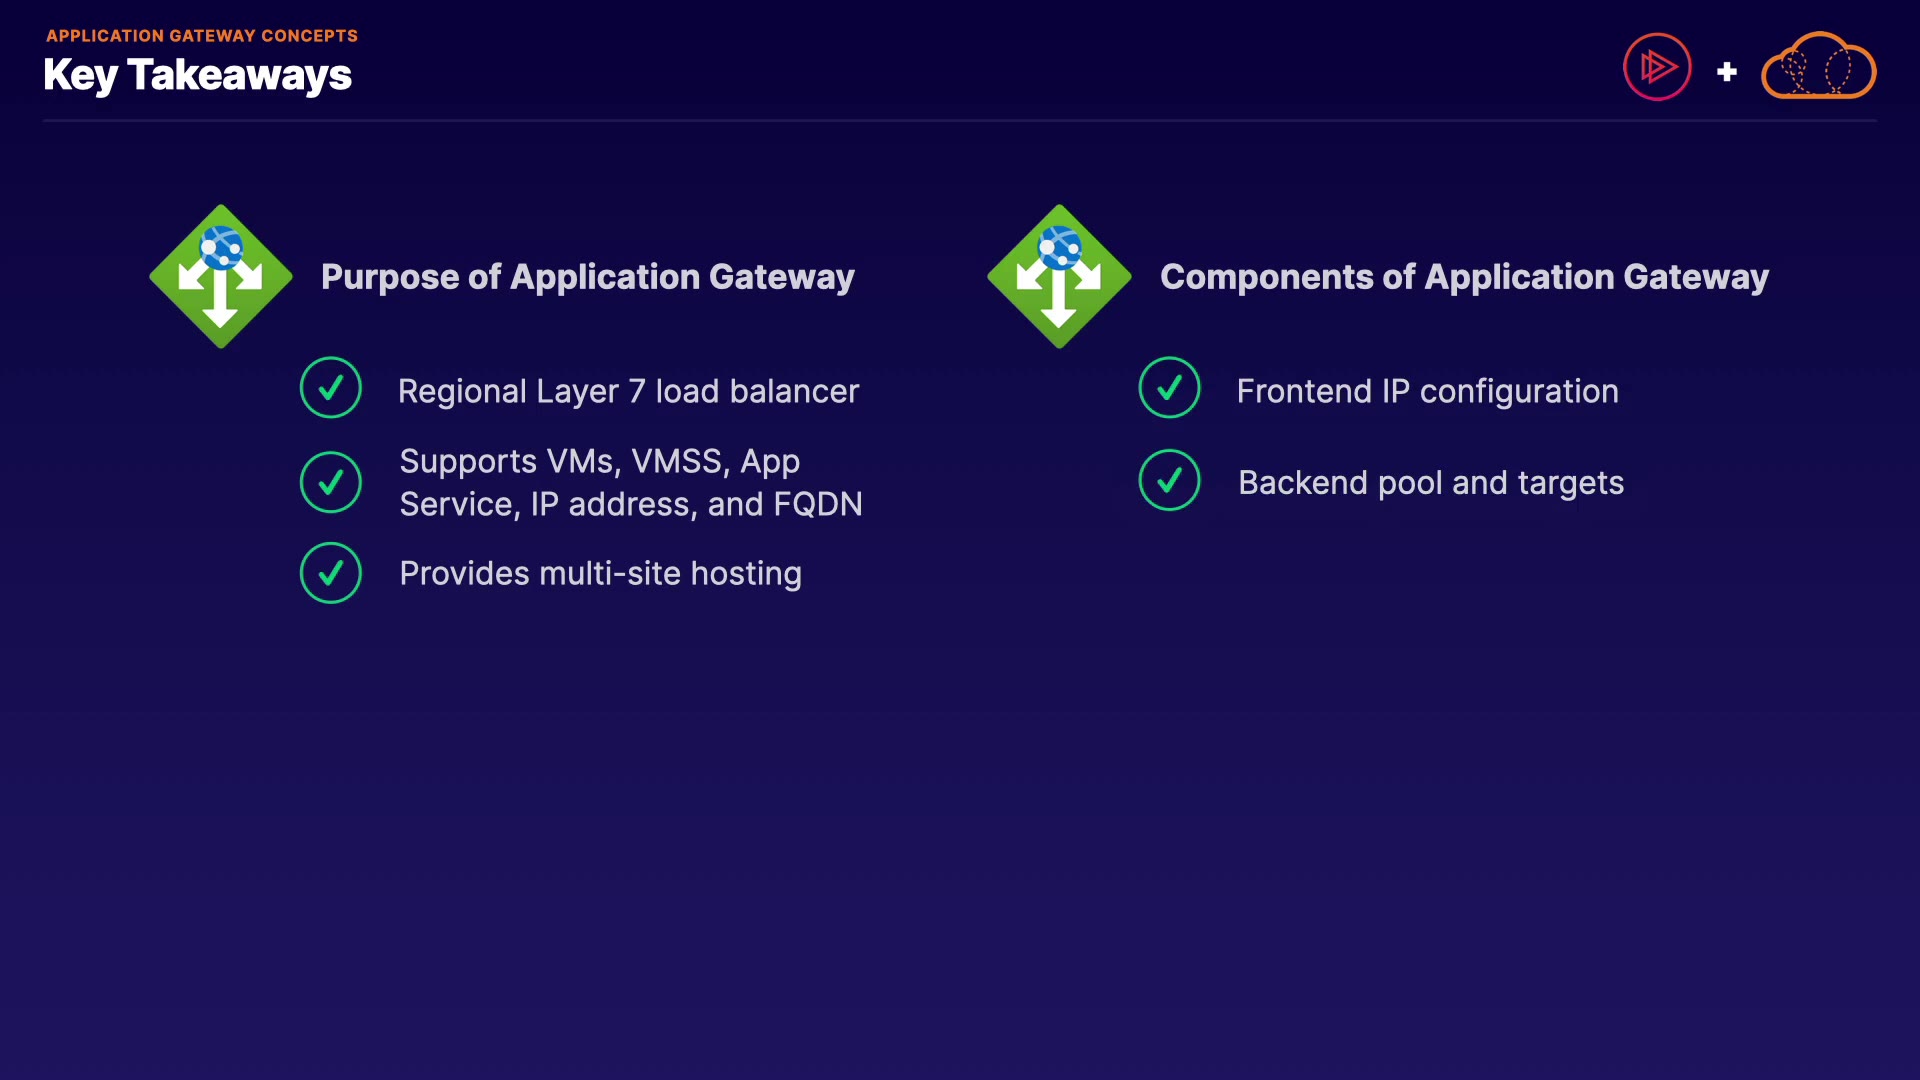 APPLICATION GATEWAY CONCEPTS
Key Takeaways
Purpose of Application Gateway
Regional Layer 7 load balancer
Supports VMs, VMSS, App
Service, IP address, and FQDN
Provides multi-site hosting
Components of Application Gateway
Frontend IP configuration
Backend pool and targets